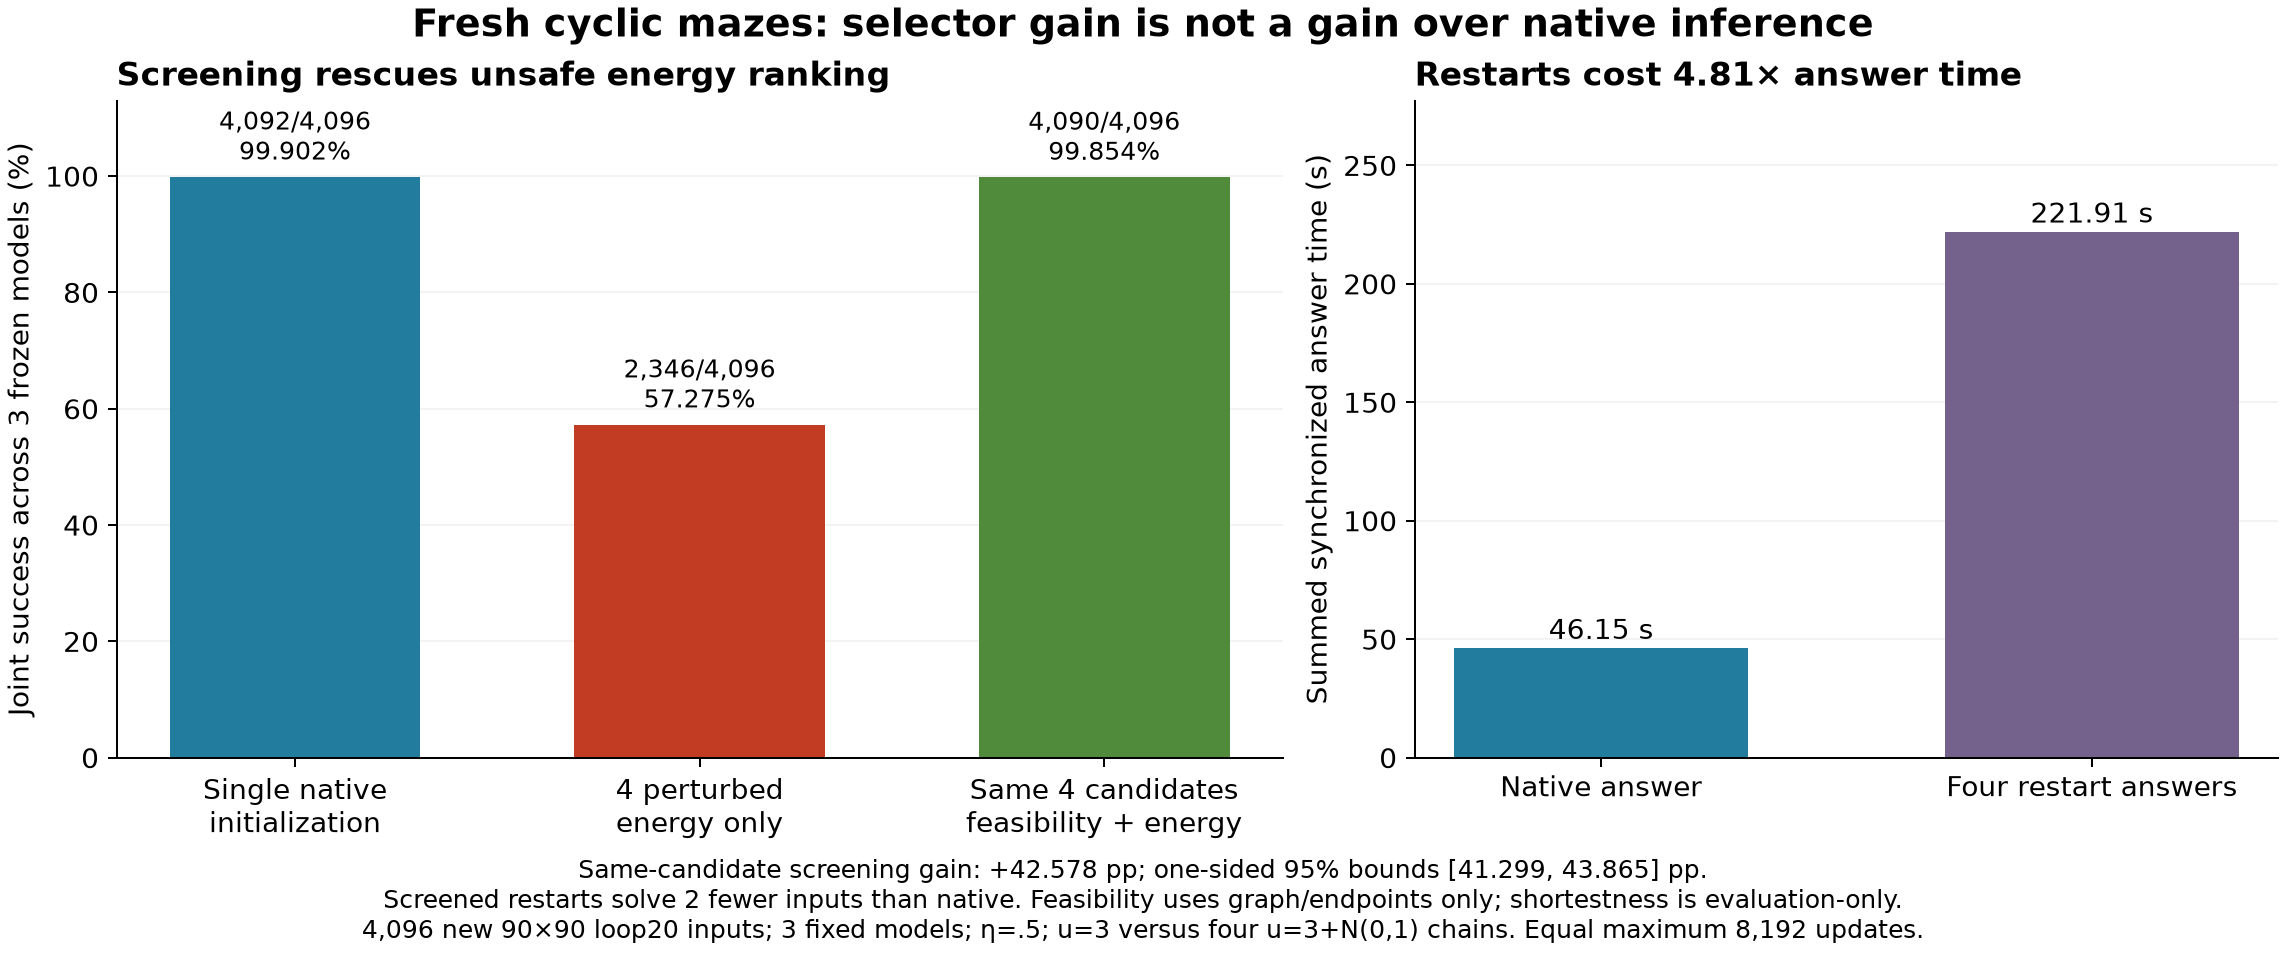 Fresh cyclic mazes: selector gain is not a gain over native inference
Screening rescues unsafe energy ranking
Joint success across 3 frozen models (%)
100
80
60
40
20
0
4,092/4,096
99.902%
2,346/4,096
57.275%
4,090/4,096
99.854%
Single native
initialization
4 perturbed
energy only
Same 4 candidates
feasibility + energy
Restarts cost 4.81× answer time
Summed synchronized answer time (s)
250
200
150
100
50
0
46.15 s
221.91 s
Native answer
Four restart answers
Same-candidate screening gain: +42.578 pp; one-sided 95% bounds [41.299, 43.865] pp.
Screened restarts solve 2 fewer inputs than native. Feasibility uses graph/endpoints only; shortestness is evaluation-only.
4,096 new 90×90 loop20 inputs; 3 fixed models; η=.5; u=3 versus four u=3+N(0,1) chains. Equal maximum 8,192 updates.